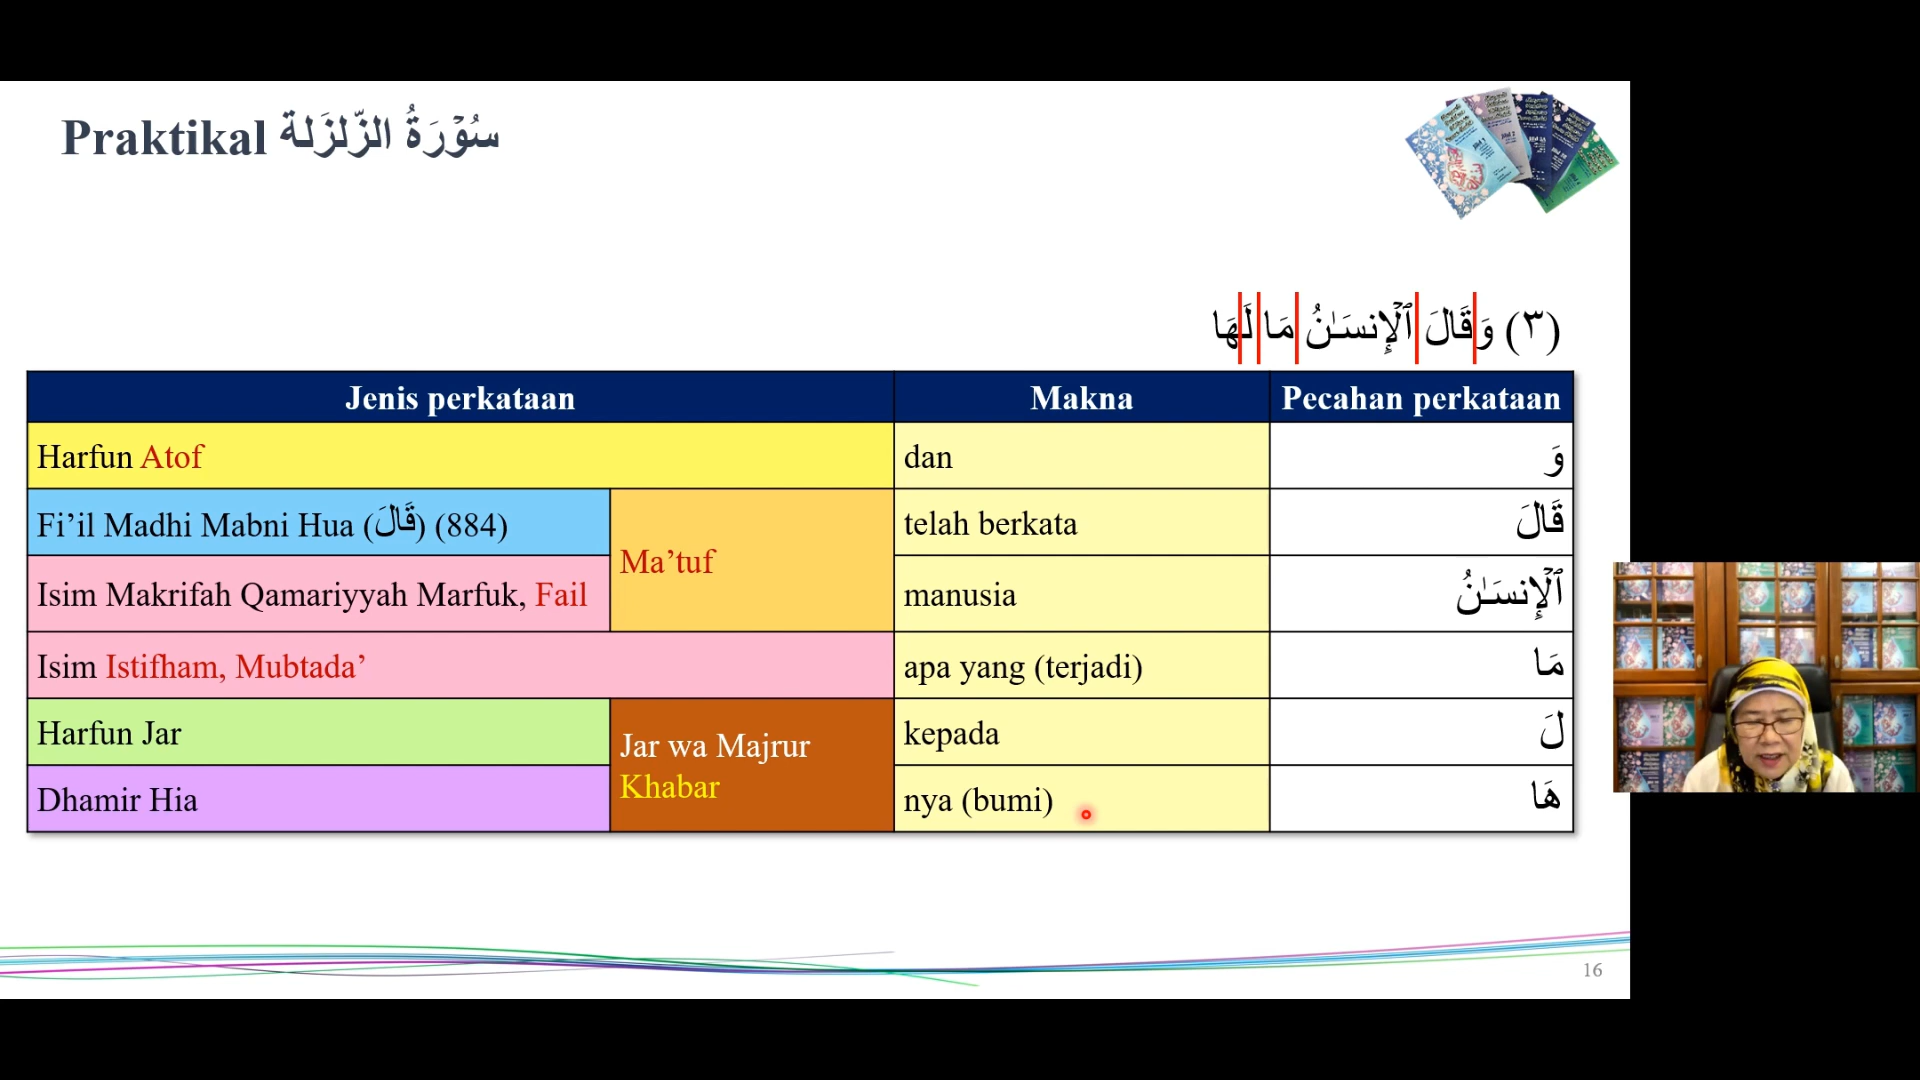 Praktikal سُوْرَةُ الزّلزَلة
(٣) وَقَالَ ٱلْإِنسَـٰنُ مَا لَهَا
Jenis perkataan Makna Pecahan perkataan
Harfun Atof dan وَ
Fi’il Madhi Mabni Hua (قَالَ) (884) Ma’tuf telah berkata قَالَ
Isim Makrifah Qamariyyah Marfuk, Fail manusia ٱلْإِنسَـٰنُ
Isim Istifham, Mubtada’ apa yang (terjadi) مَا
Harfun Jar Jar wa Majrur kepada لَ
Dhamir Hia Khabar nya (bumi) هَا
16